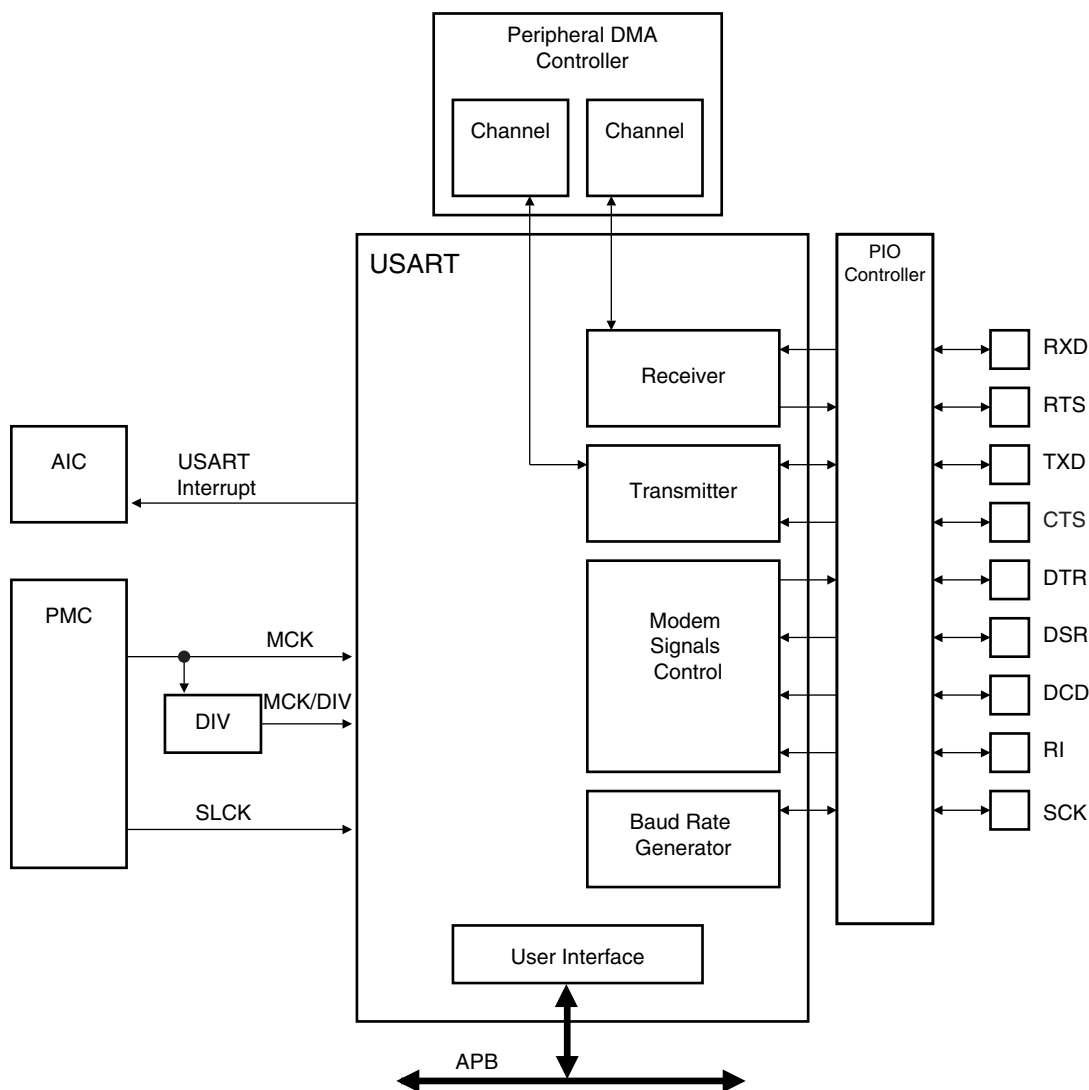 Peripheral DMA
Controller
Channel
Channel
USART
PIO
Controller
Receiver
RXD
RTS
AIC
USART
Interrupt
Transmitter
TXD
CTS
PMC
MCK
DIV
MCK/DIV
SLCK
Modem
Signals
Control
DTR
DSR
DCD
RI
Baud Rate
Generator
SCK
User Interface
APB